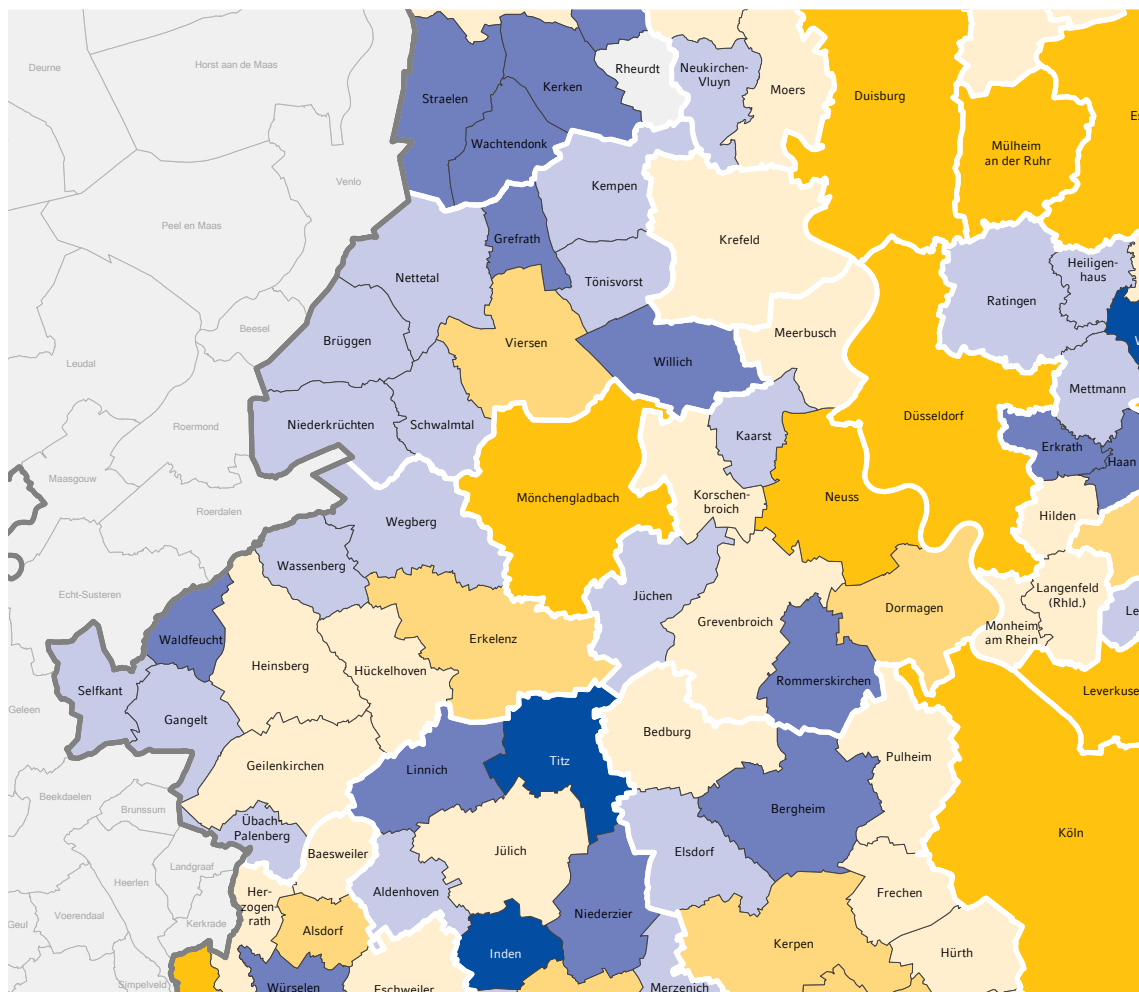 Deurne
Horst aan de Maas
Straelen
Kerken
Rheurdt
Neukirchen-
Vluyn
Moers
Duisburg
Mülheim
an der Ruhr
Es
Wachtendonk
Venlo
Kempen
Peel en Maas
Grefrath
Krefeld
Nettetal
Tönisvorst
Heiligen-
haus
Ratingen
Beesel
Brüggen
Viersen
Meerbusch
Willich
Leudal
Mettmann
Roermond
Niederkrüchten
Schwalmtal
Kaarst
Düsseldorf
Erkrath
Haan
Maasgouw
Mönchengladbach
Korschen-
broich
Neuss
Roerdalen
Wegberg
Hilden
Wassenberg
Echt-Susteren
Jüchen
Langenfeld
(Rhld.)
Dormagen
Le
Waldfeucht
Erkelenz
Grevenbroich
Monheim
am Rhein
Heinsberg
Hückelhoven
Rommerskirchen
Selfkant
Leverkuse
Geleen
Gangelt
Bedburg
Pulheim
Titz
Geilenkirchen
Linnich
Beekdaelen
Brunssum
Bergheim
Übach-
Palenberg
Köln
Baesweiler
Jülich
Elsdorf
Landgraaf
Heerlen
Aldenhoven
Her-
zogen-
rath
Frechen
Voerendaal
Geul
Kerkrade
Niederzier
Alsdorf
Kerpen
Inden
Hürth
Simpelveld
Würselen
Eschweiler
Merzenich